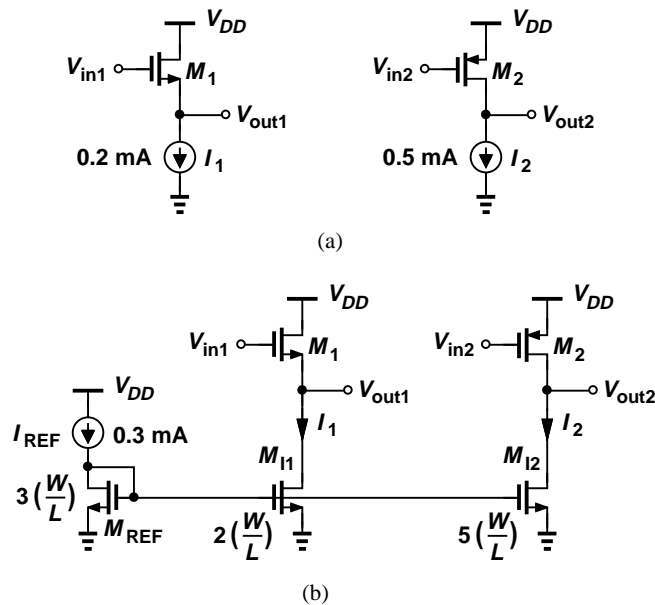 V_DD V_DD
V_in1 M_1 V_in2 M_2
V_out1 V_out2
0.2 mA I_1 0.5 mA I_2
(a)
V_DD V_DD
V_in1 M_1 V_in2 M_2
V_DD V_out1 V_out2
I_REF 0.3 mA I_1 I_2
M_I1 M_I2
3 (W/L) M_REF 2 (W/L) 5 (W/L)
(b)